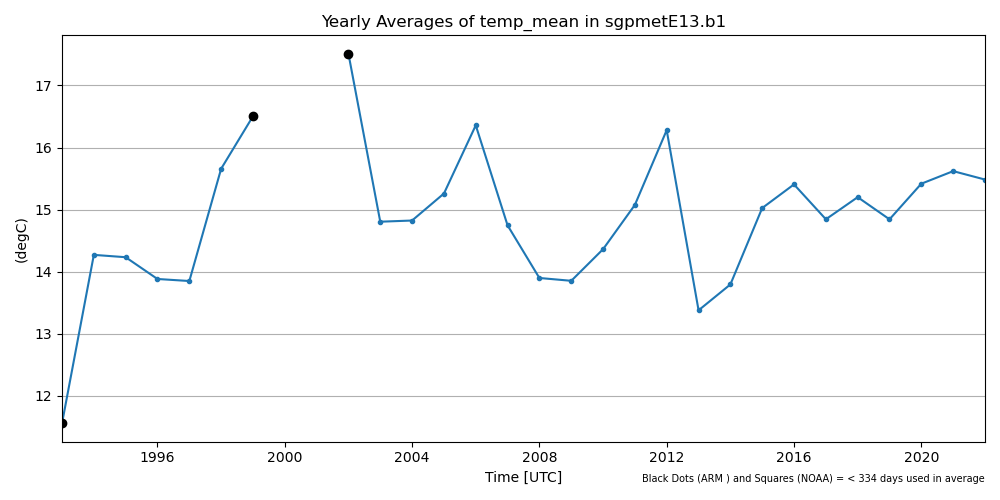 Yearly Averages of temp_mean in sgpmetE13.b1
(degC)
17
16
15
14
13
12
1996 2000 2004 2008 2012 2016 2020
Time [UTC]
Black Dots (ARM ) and Squares (NOAA) = < 334 days used in average